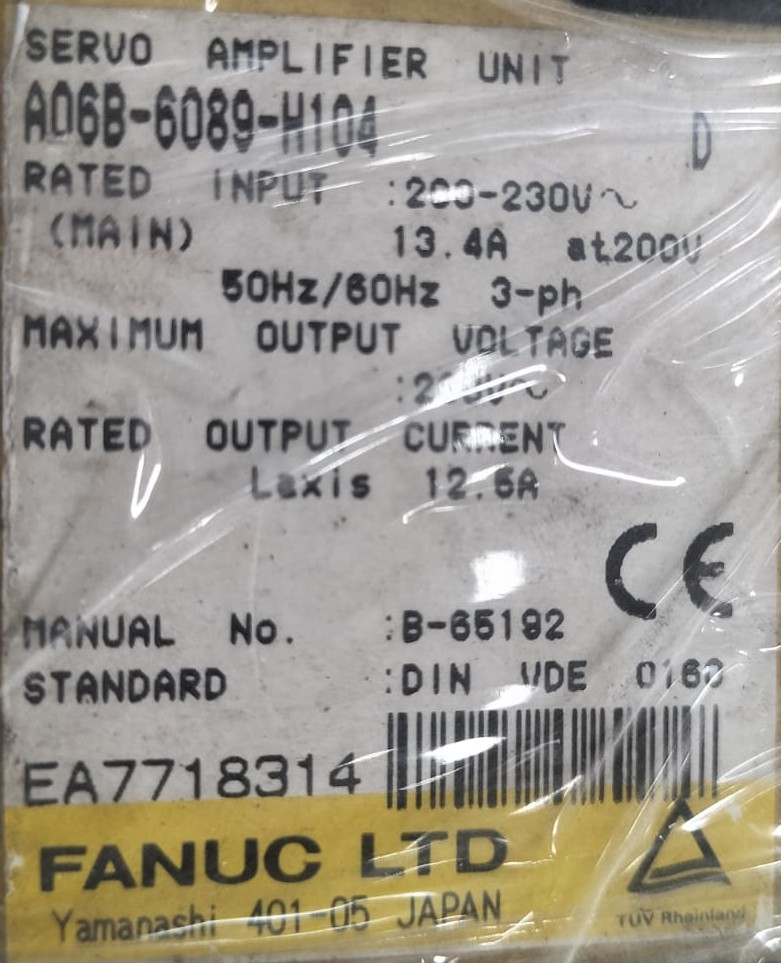 SERVO AMPLIFIER UNIT
A06B-6089-H104
D
RATED INPUT :200-230V~
(MAIN) 13.4A at200V
50Hz/60Hz 3-ph
MAXIMUM OUTPUT VOLTAGE
RATED OUTPUT CURRENT
Laxis 12.5A
CE
MANUAL No. :B-65192
STANDARD :DIN VDE 0160
EA7718314
FANUC LTD
Yamanashi 401-05 JAPAN
TÜV Rheinland